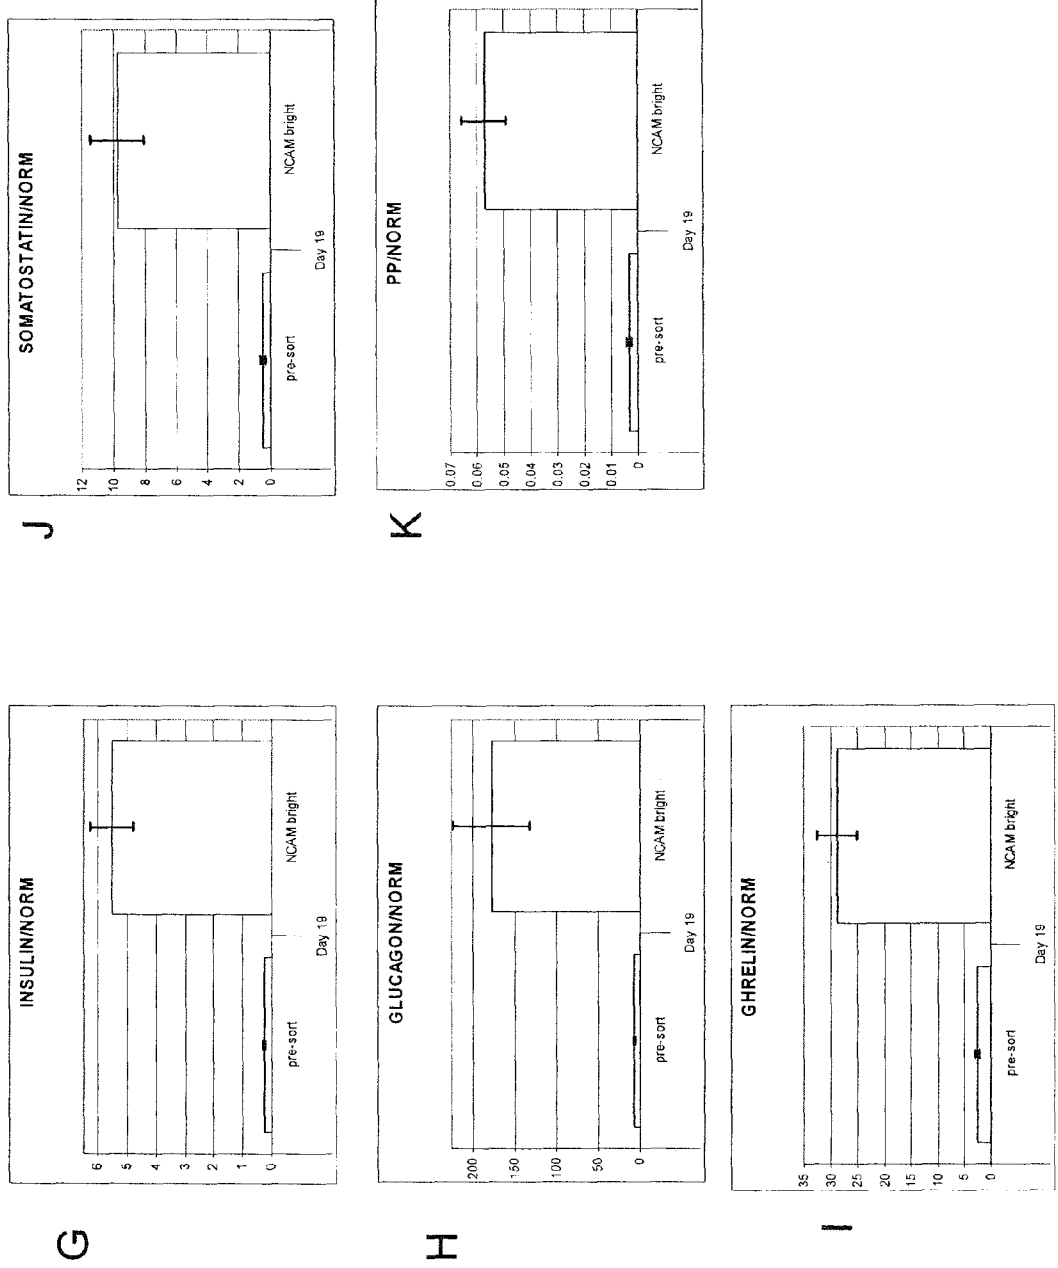 G
INSULIN/NORM
6
5
4
3
2
1
0
pre-sort
NCAM bright
Day 19
H
GLUCAGON/NORM
200
150
100
50
0
pre-sort
NCAM bright
Day 19
I
GHRELIN/NORM
35
30
25
20
15
10
5
0
pre-sort
NCAM bright
Day 19
J
SOMATOSTATIN/NORM
12
10
8
6
4
2
0
pre-sort
NCAM bright
Day 19
K
PP/NORM
0.07
0.06
0.05
0.04
0.03
0.02
0.01
0
pre-sort
NCAM bright
Day 19